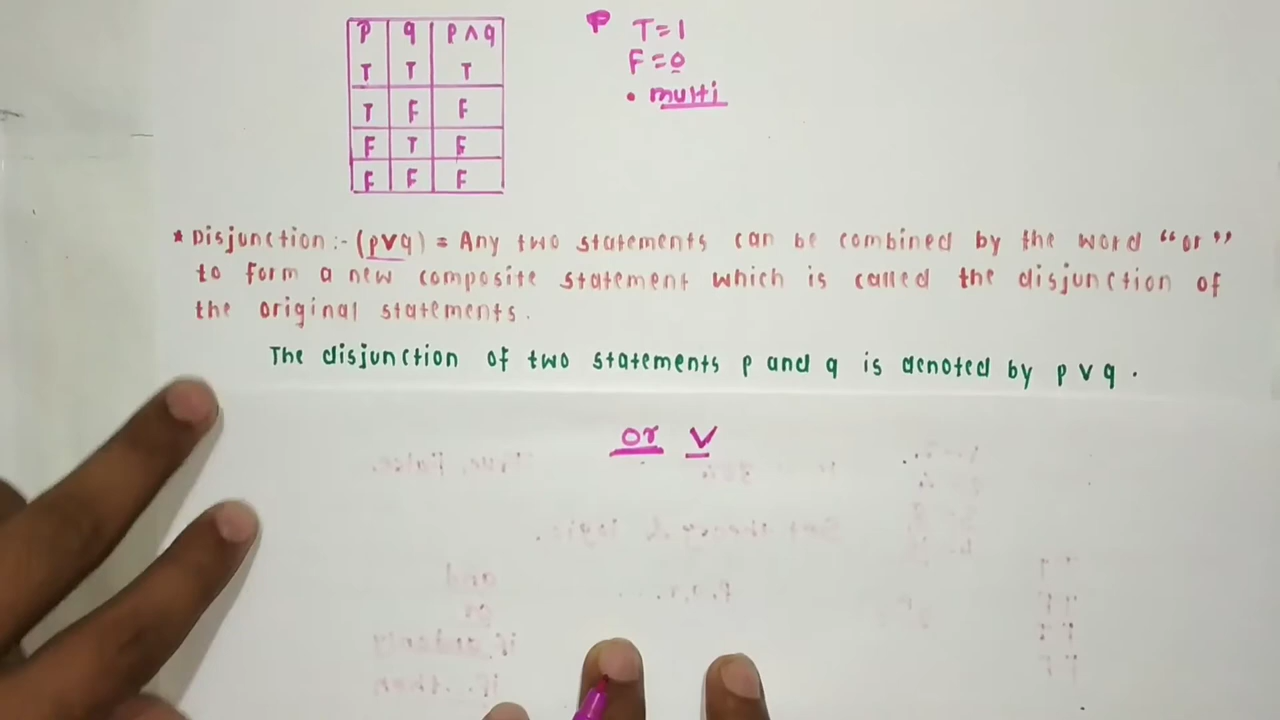 p q p ∧ q
T T T
T F F
F T F
F F F
P T=1
F=0
• multi
* Disjunction :- (pvq) = Any two statements can be combined by the word “or”
to form a new composite statement which is called the disjunction of
the original statements.
The disjunction of two statements p and q is denoted by p v q .
or v